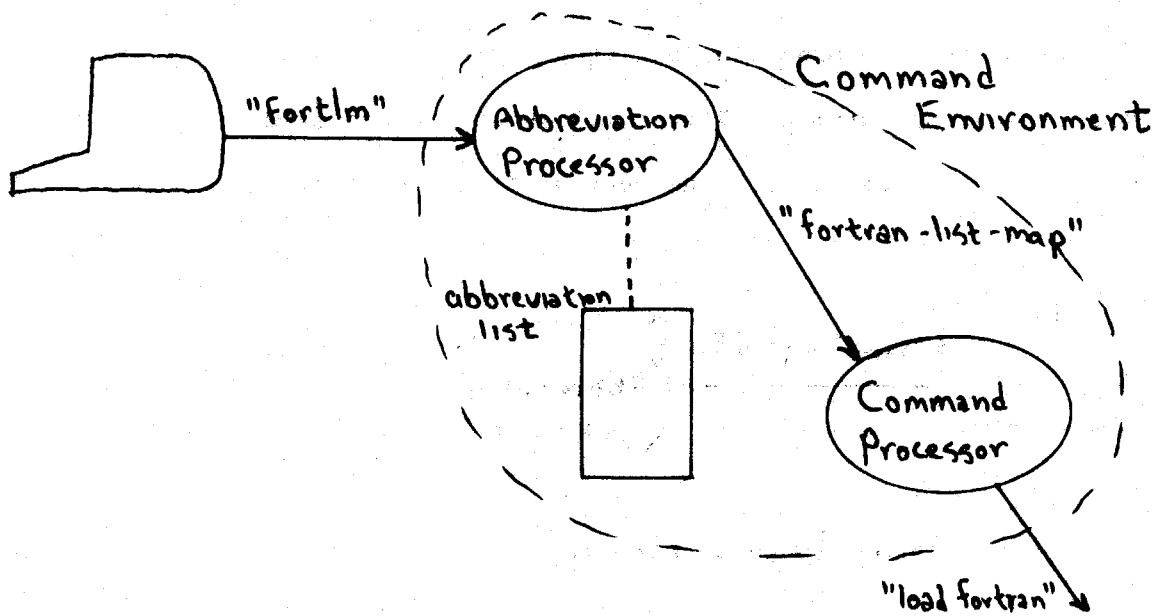 Command
Environment
"Fortlm"
Abbreviation
Processor
"fortran -list -map"
abbreviation
list
Command
Processor
"load fortran"